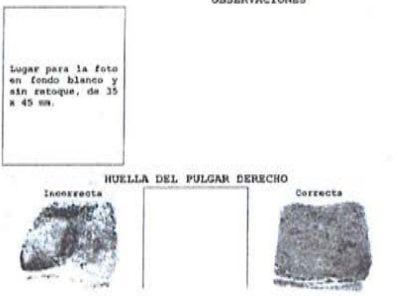 OBSERVACIONES
Lugar para la foto
en fondo blanco y
sin retoque, de 35
x 45 mm.
HUELLA DEL PULGAR DERECHO
Incorrecta
Correcta